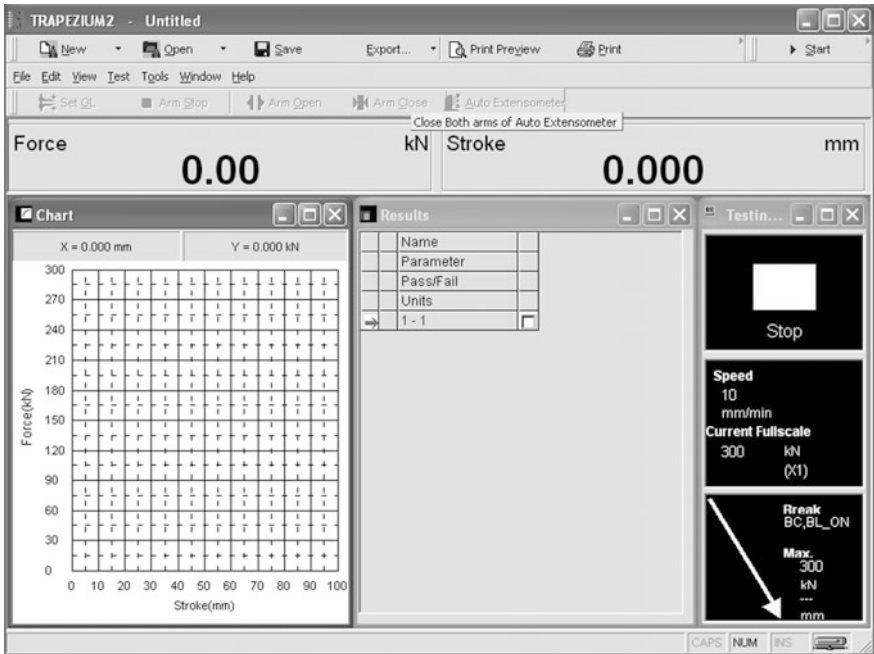 TRAPEZIUM2 - Untitled
New Open Save Export... Print Preview Print Start
File Edit View Test Tools Window Help
Set GL Arm Stop Arm Open Arm Close Auto Extensometer
Close Both arms of Auto Extensometer
Force kN Stroke mm
0.00 0.000
Chart
X = 0.000 mm Y = 0.000 kN
300
270
240
210
180
150
120
90
60
30
0
Force(kN)
0 10 20 30 40 50 60 70 80 90 100
Stroke(mm)
Results
Name
Parameter
Pass/Fail
Units
1 - 1
Testin...
Stop
Speed
10
mm/min
Current Fullscale
300 kN
(X1)
Break
BC,BL_ON
Max.
300
kN
---
mm
CAPS NUM INS